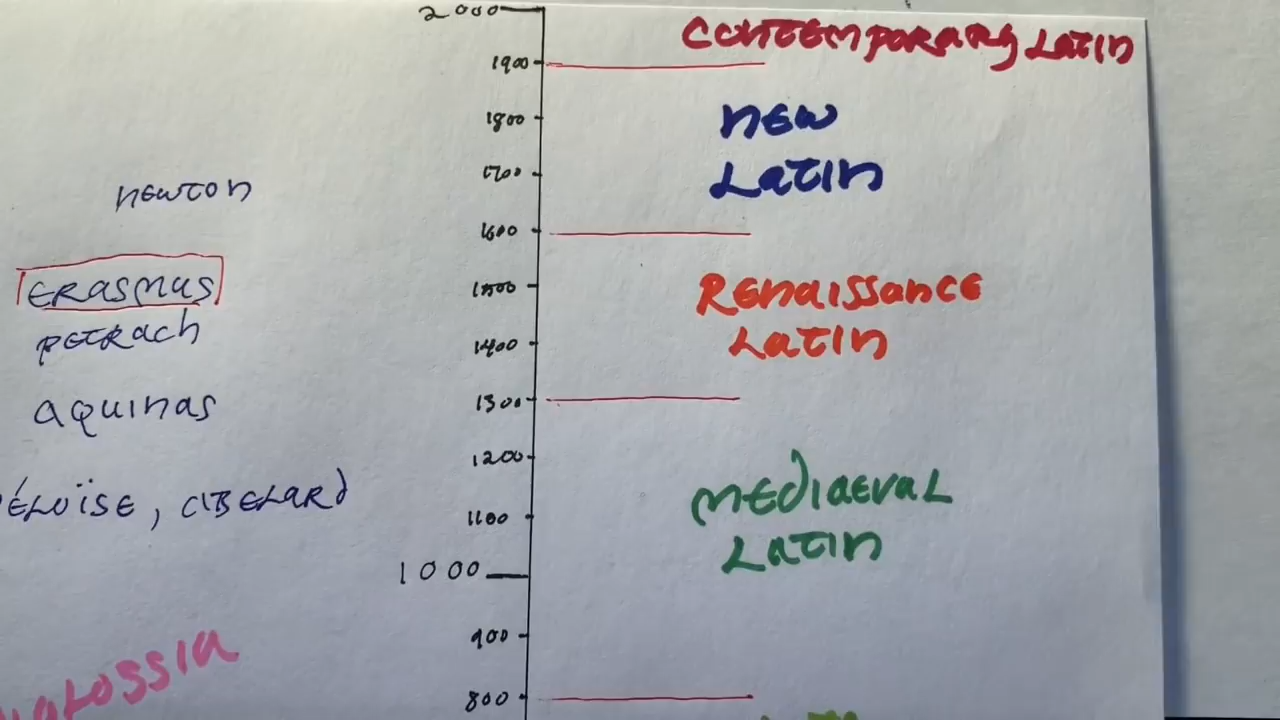 2000
CONTEMPORARY LATIN
1900
1800
NEW
LATIN
1700
NEWTON
1600
ERASMUS
1500
RENAISSANCE
PETRACH
1400
LATIN
AQUINAS
1300
1200
MEDIAEVAL
ÉLOÏSE, ABELARD
1100
LATIN
1000
900
800